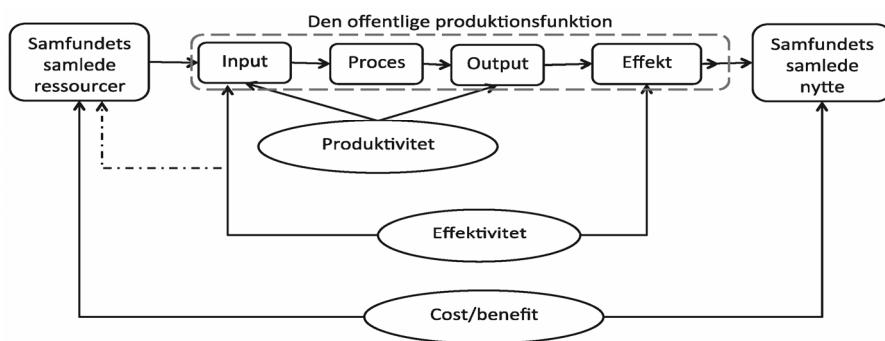 Den offentlige produktionsfunktion
Samfundets
samlede
ressourcer
Input
Proces
Output
Effekt
Samfundets
samlede
nytte
Produktivitet
Effektivitet
Cost/benefit